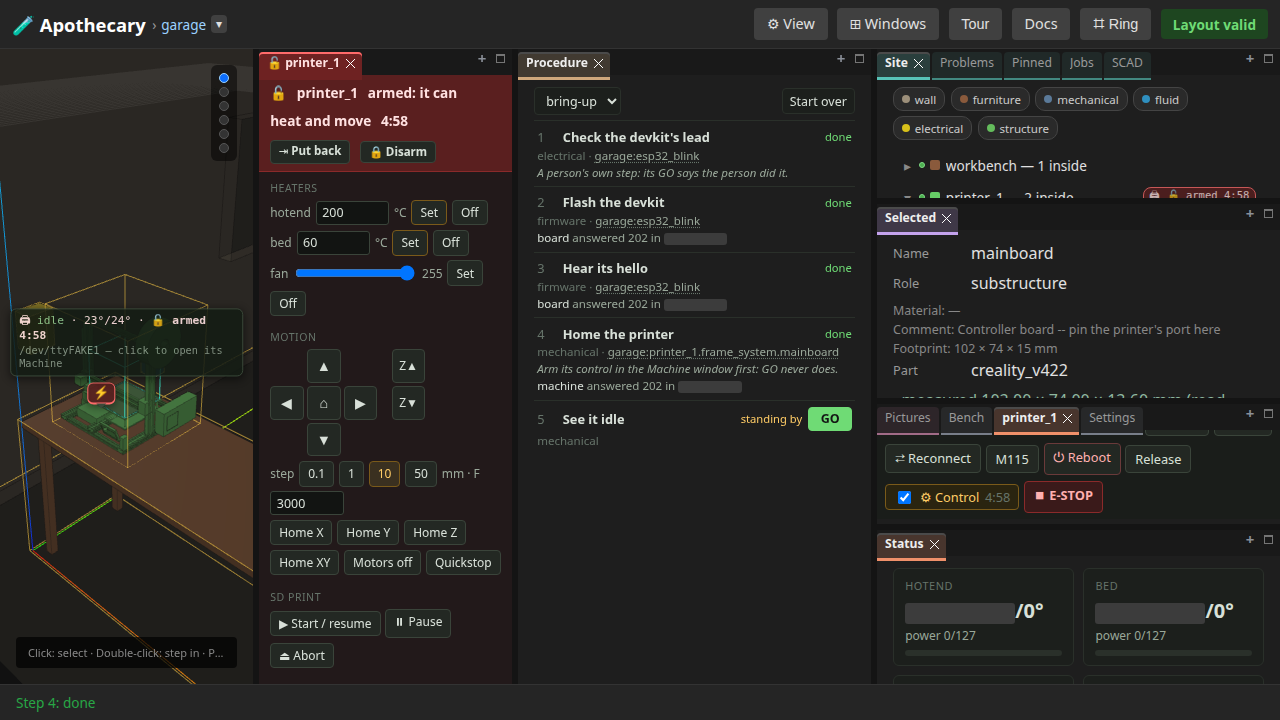 Apothecary › garage ▾
⚙ View
⊞ Windows
Tour
Docs
⌗ Ring
Layout valid
🖨 idle · 23°/24° · 🔓 armed 4:58
/dev/ttyFAKE1 — click to open its Machine
Click: select · Double-click: step in · P…
🔓 printer_1
🔓 printer_1 armed: it can
heat and move 4:58
⇥ Put back
🔒 Disarm
HEATERS
hotend 200 °C Set Off
bed 60 °C Set Off
fan 255 Set
Off
MOTION
▲ Z▲
◀ ⌂ ▶ Z▼
▼
step 0.1 1 10 50 mm · F
3000
Home X Home Y Home Z
Home XY Motors off Quickstop
SD PRINT
▶ Start / resume ⏸ Pause
⏏ Abort
Procedure
bring-up
Start over
1 Check the devkit's lead done
electrical · garage:esp32_blink
A person's own step: its GO says the person did it.
2 Flash the devkit done
firmware · garage:esp32_blink
board answered 202 in
3 Hear its hello done
firmware · garage:esp32_blink
board answered 202 in
4 Home the printer done
mechanical · garage:printer_1.frame_system.mainboard
Arm its control in the Machine window first: GO never does.
machine answered 202 in
5 See it idle standing by GO
mechanical
Site Problems Pinned Jobs SCAD
wall furniture mechanical fluid
electrical structure
▸ workbench — 1 inside
printer_1 — 2 inside 🖨 🔓 armed 4:58
Selected
Name mainboard
Role substructure
Material: —
Comment: Controller board -- pin the printer's port here
Footprint: 102 × 74 × 15 mm
Part creality_v422
Pictures Bench printer_1 Settings
⇄ Reconnect M115 ⏻ Reboot Release
⚙ Control 4:58 ⏹ E-STOP
Status
HOTEND
/0°
power 0/127
BED
/0°
power 0/127
Step 4: done